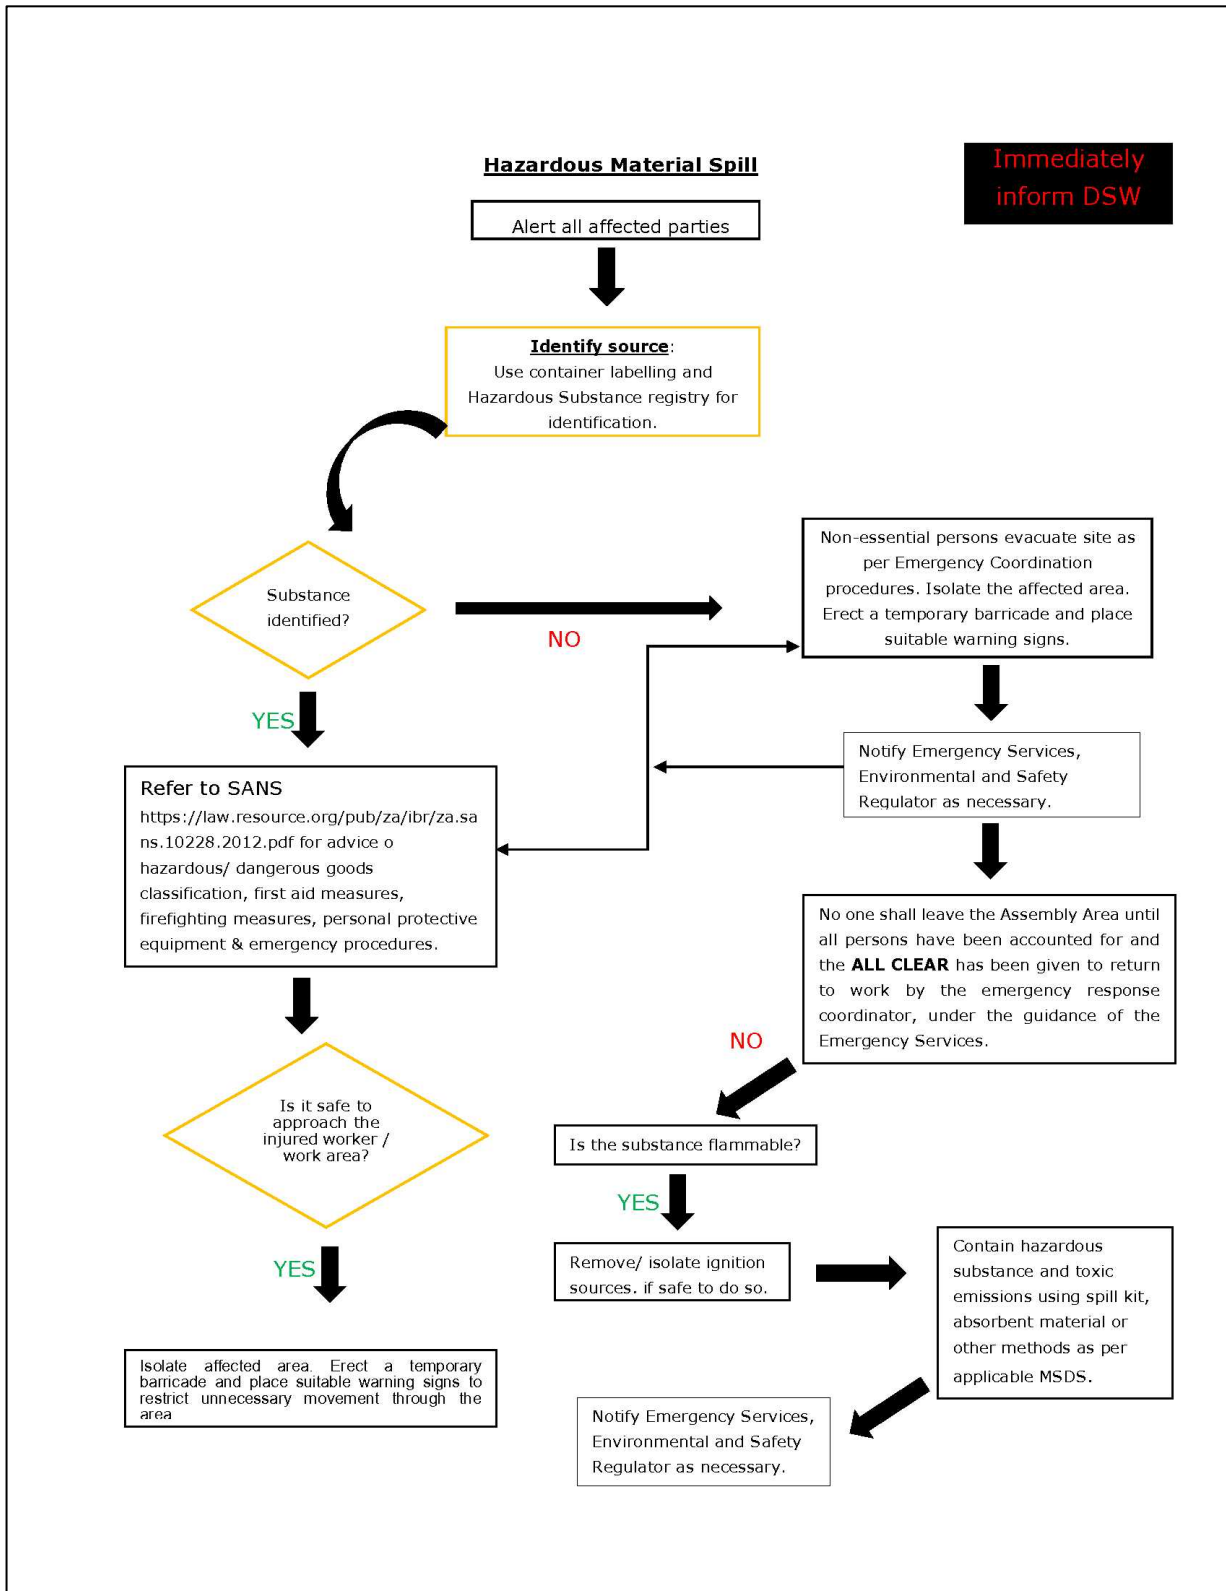 Hazardous Material Spill
Immediately
inform DSW
Alert all affected parties
Identify source:
Use container labelling and
Hazardous Substance registry for
identification.
Substance
identified?
NO
Non-essential persons evacuate site as
per Emergency Coordination
procedures. Isolate the affected area.
Erect a temporary barricade and place
suitable warning signs.
YES
Notify Emergency Services,
Environmental and Safety
Regulator as necessary.
Refer to SANS
https://law.resource.org/pub/za/ibr/za.sa
ns.10228.2012.pdf for advice o
hazardous/ dangerous goods
classification, first aid measures,
firefighting measures, personal protective
equipment & emergency procedures.
No one shall leave the Assembly Area until
all persons have been accounted for and
the ALL CLEAR has been given to return
to work by the emergency response
coordinator, under the guidance of the
Emergency Services.
NO
Is it safe to
approach the
injured worker /
work area?
Is the substance flammable?
YES
YES
Remove/ isolate ignition
sources. if safe to do so.
Contain hazardous
substance and toxic
emissions using spill kit,
absorbent material or
other methods as per
applicable MSDS.
Isolate affected area. Erect a temporary
barricade and place suitable warning signs to
restrict unnecessary movement through the
area
Notify Emergency Services,
Environmental and Safety
Regulator as necessary.